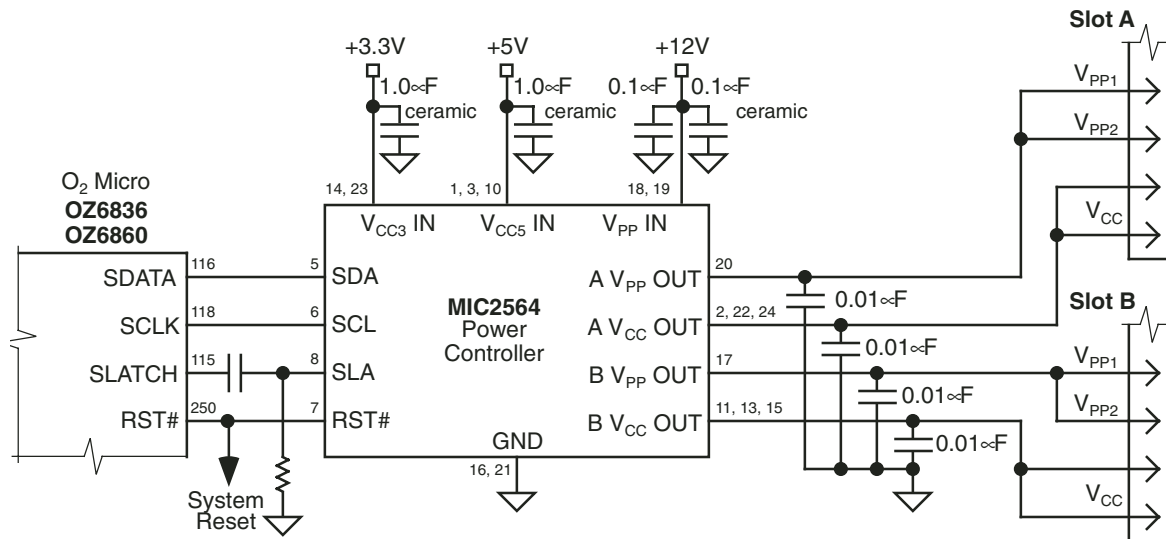 Slot A
+3.3V
+5V
+12V
1.0∝F
ceramic
1.0∝F
ceramic
0.1∝F
0.1∝F
ceramic
VPP1
VPP2
VCC
O2 Micro
OZ6836
OZ6860
14, 23
1, 3, 10
18, 19
VCC3 IN
VCC5 IN
VPP IN
SDATA
116
5
SDA
SCLK
118
6
SCL
SLATCH
115
8
SLA
RST#
250
7
RST#
MIC2564
Power
Controller
A VPP OUT
20
A VCC OUT
2, 22, 24
B VPP OUT
17
B VCC OUT
11, 13, 15
GND
16, 21
0.01∝F
0.01∝F
0.01∝F
0.01∝F
Slot B
VPP1
VPP2
VCC
System
Reset